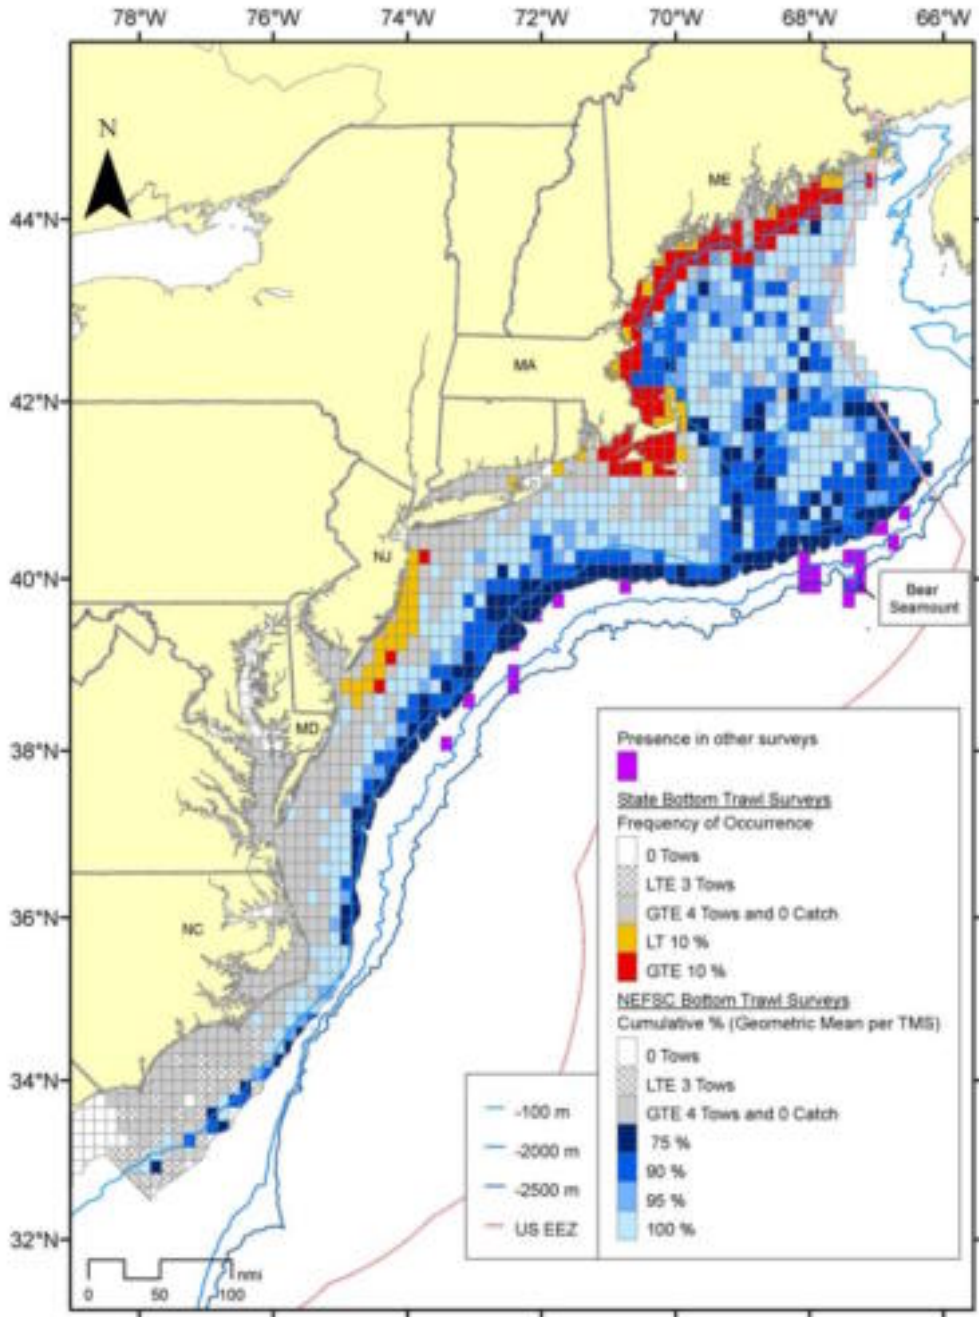 78°W 76°W 74°W 72°W 70°W 68°W 66°W
N
ME
44°N
MA
42°N
NJ
40°N
Bear
Seamount
MD
38°N
Presence in other surveys
State Bottom Trawl Surveys
Frequency of Occurrence
0 Tows
LTE 3 Tows
GTE 4 Tows and 0 Catch
LT 10 %
GTE 10 %
NEFSC Bottom Trawl Surveys
Cumulative % (Geometric Mean per TMS)
0 Tows
LTE 3 Tows
GTE 4 Tows and 0 Catch
75 %
90 %
95 %
100 %
36°N
NC
34°N
-100 m
-2000 m
-2500 m
US EEZ
32°N
nmi
0 50 100